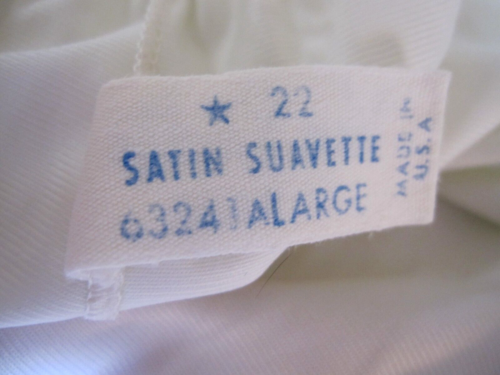 ★ 22
SATIN SUAVETTE
63241ALARGE
MADE IN
U.S.A